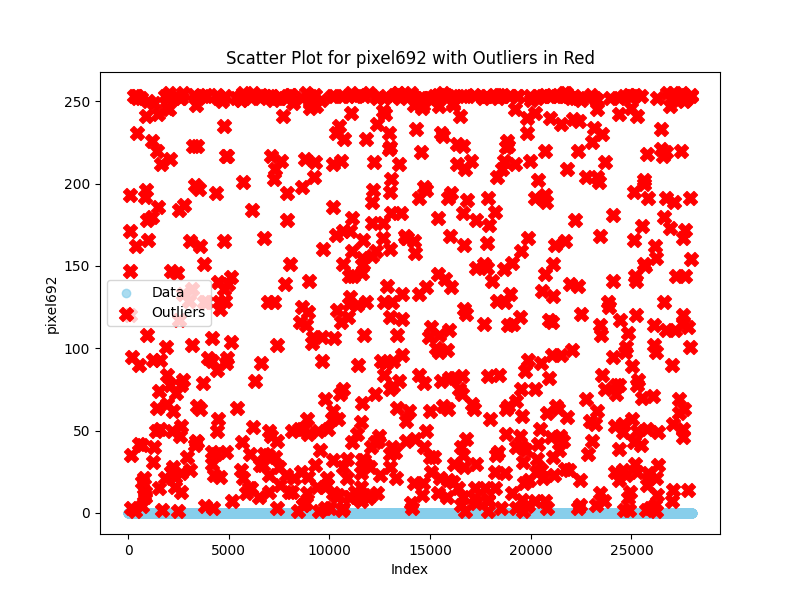 Scatter Plot for pixel692 with Outliers in Red
250
200
150
100
50
0
pixel692
Data
Outliers
0
5000
10000
15000
20000
25000
Index